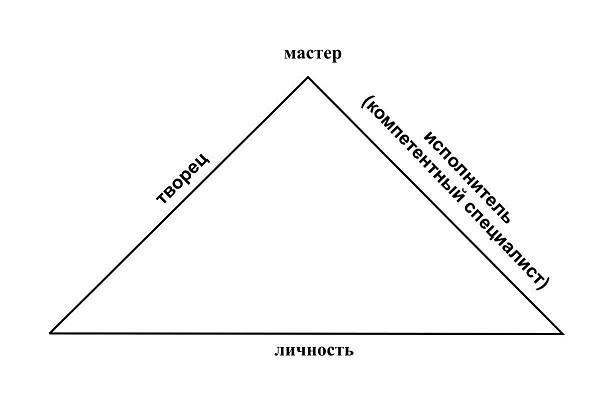 мастер
творец
исполнитель
(компетентный специалист)
личность